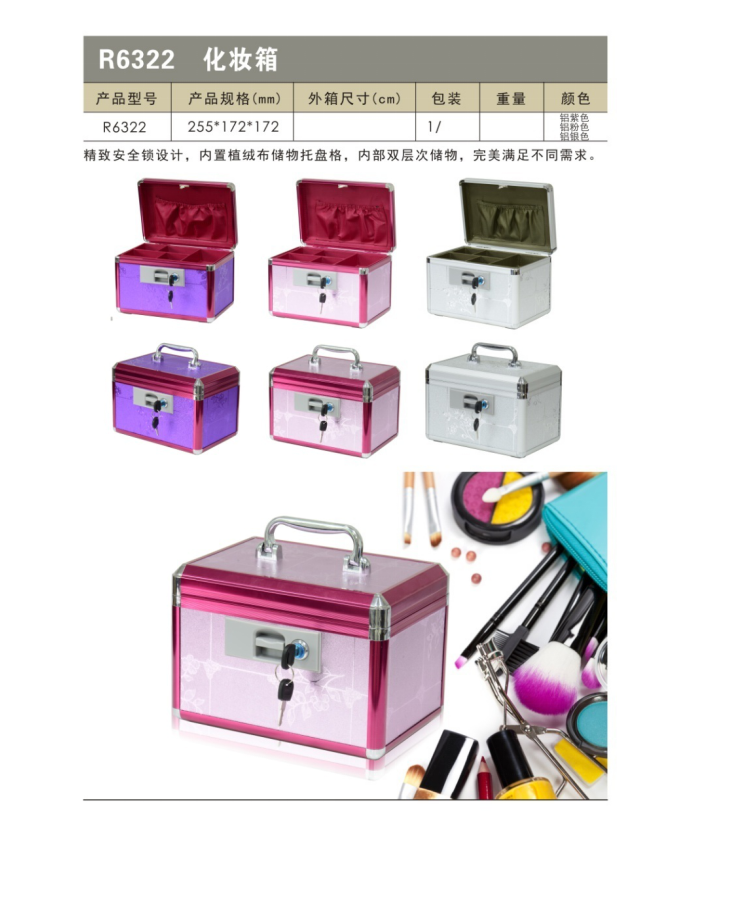 R6322 化妆箱
产品型号 产品规格(mm) 外箱尺寸(cm) 包装 重量 颜色
R6322 255*172*172 1/ 铝紫色
铝粉色
铝银色
精致安全锁设计，内置植绒布储物托盘格，内部双层次储物，完美满足不同需求。